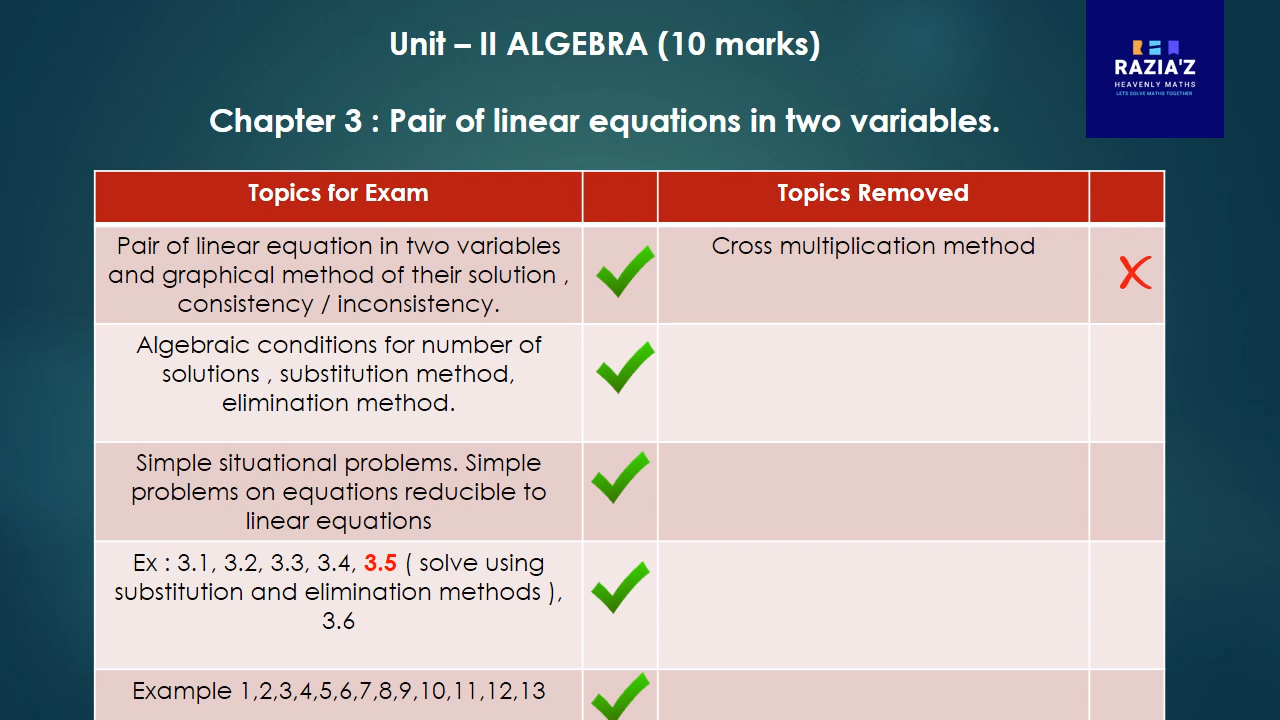 Unit – II ALGEBRA (10 marks)
RAZIA'Z
HEAVENLY MATHS
LETS SOLVE MATHS TOGETHER
Chapter 3 : Pair of linear equations in two variables.
Topics for Exam
Topics Removed
Pair of linear equation in two variables
and graphical method of their solution ,
consistency / inconsistency.
Cross multiplication method
Algebraic conditions for number of
solutions , substitution method,
elimination method.
Simple situational problems. Simple
problems on equations reducible to
linear equations
Ex : 3.1, 3.2, 3.3, 3.4, 3.5 ( solve using
substitution and elimination methods ),
3.6
Example 1,2,3,4,5,6,7,8,9,10,11,12,13